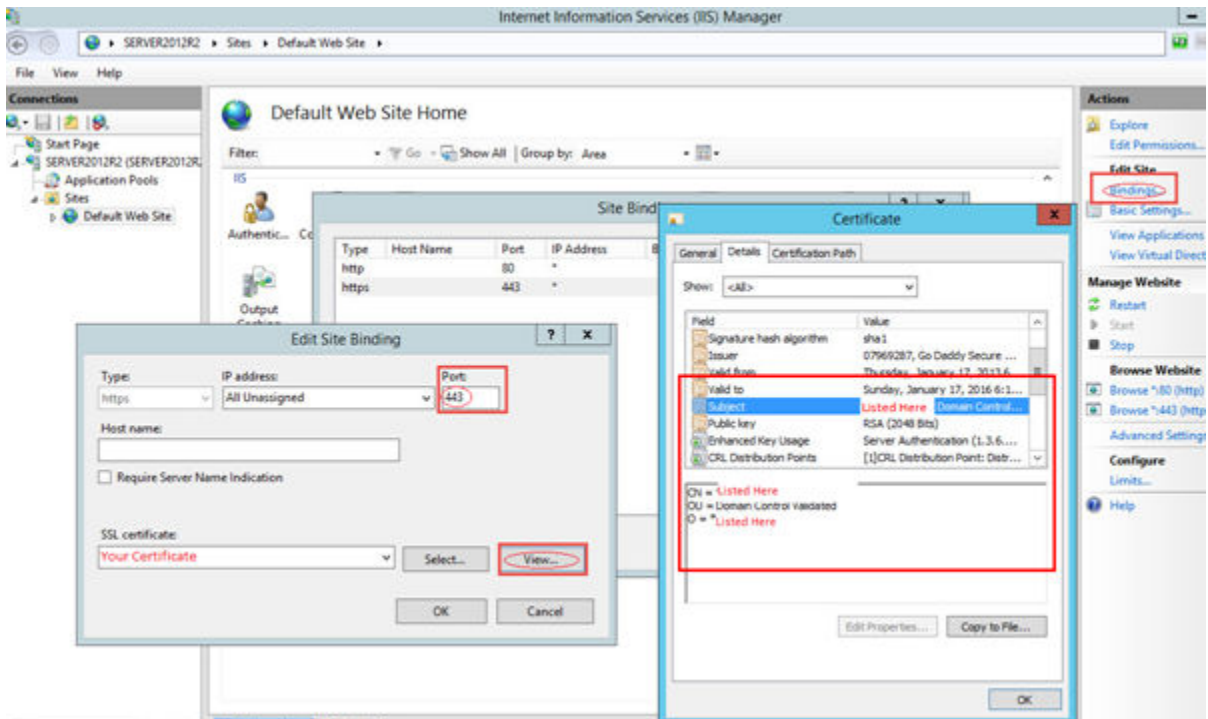 Internet Information Services (IIS) Manager
SERVER2012R2 Sites Default Web Site
File View Help
Connections
Start Page
SERVER2012R2 (SERVER2012R
Application Pools
Sites
Default Web Site
Default Web Site Home
Filter: Go Show All Group by: Area
IIS
Authentic...
Output
Site Bind
Type Host Name Port IP Address
http 80 *
https 443 *
Edit Site Binding
? x
Type: IP address: Port:
https All Unassigned 443
Host name:
Require Server Name Indication
SSL certificate:
Your Certificate Select... View...
OK Cancel
Certificate
x
General Details Certification Path
Show: <All>
Field Value
Signature hash algorithm sha1
Issuer 07969287, Go Daddy Secure ...
Valid from Thursday, January 17, 2013 6...
Valid to Sunday, January 17, 2016 6:1...
Subject Listed Here Domain Control...
Public key RSA (2048 Bits)
Enhanced Key Usage Server Authentication (1.3.6....
CRL Distribution Points [1]CRL Distribution Point: Distr...
CN = Listed Here
OU = Domain Control Validated
O = *Listed Here
Edit Properties... Copy to File...
OK
Actions
Explore
Edit Permissions...
Edit Site
Bindings...
Basic Settings...
View Applications
View Virtual Direct
Manage Website
Restart
Start
Stop
Browse Website
Browse *:80 (http)
Browse *:443 (http
Advanced Settings
Configure
Limits...
Help